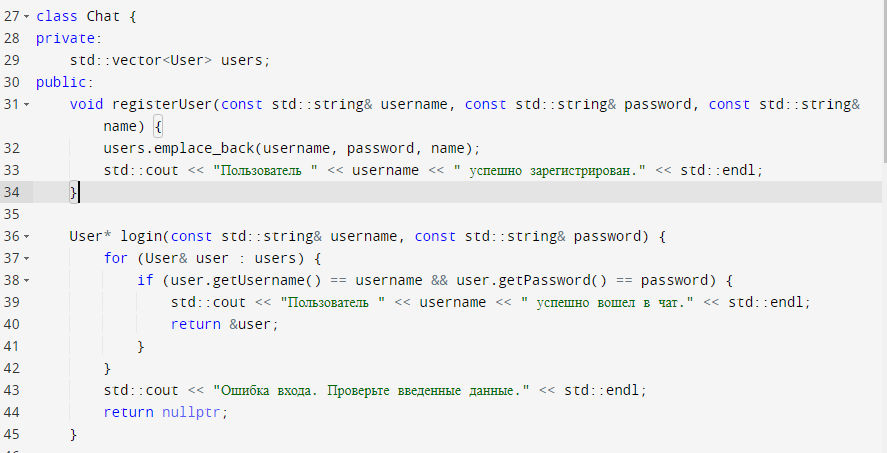 27 class Chat {
28 private:
29     std::vector<User> users;
30 public:
31     void registerUser(const std::string& username, const std::string& password, const std::string&
        name) {
32         users.emplace_back(username, password, name);
33         std::cout << "Пользователь " << username << " успешно зарегистрирован." << std::endl;
34     }
35
36     User* login(const std::string& username, const std::string& password) {
37         for (User& user : users) {
38             if (user.getUsername() == username && user.getPassword() == password) {
39                 std::cout << "Пользователь " << username << " успешно вошел в чат." << std::endl;
40                 return &user;
41             }
42         }
43         std::cout << "Ошибка входа. Проверьте введенные данные." << std::endl;
44         return nullptr;
45     }